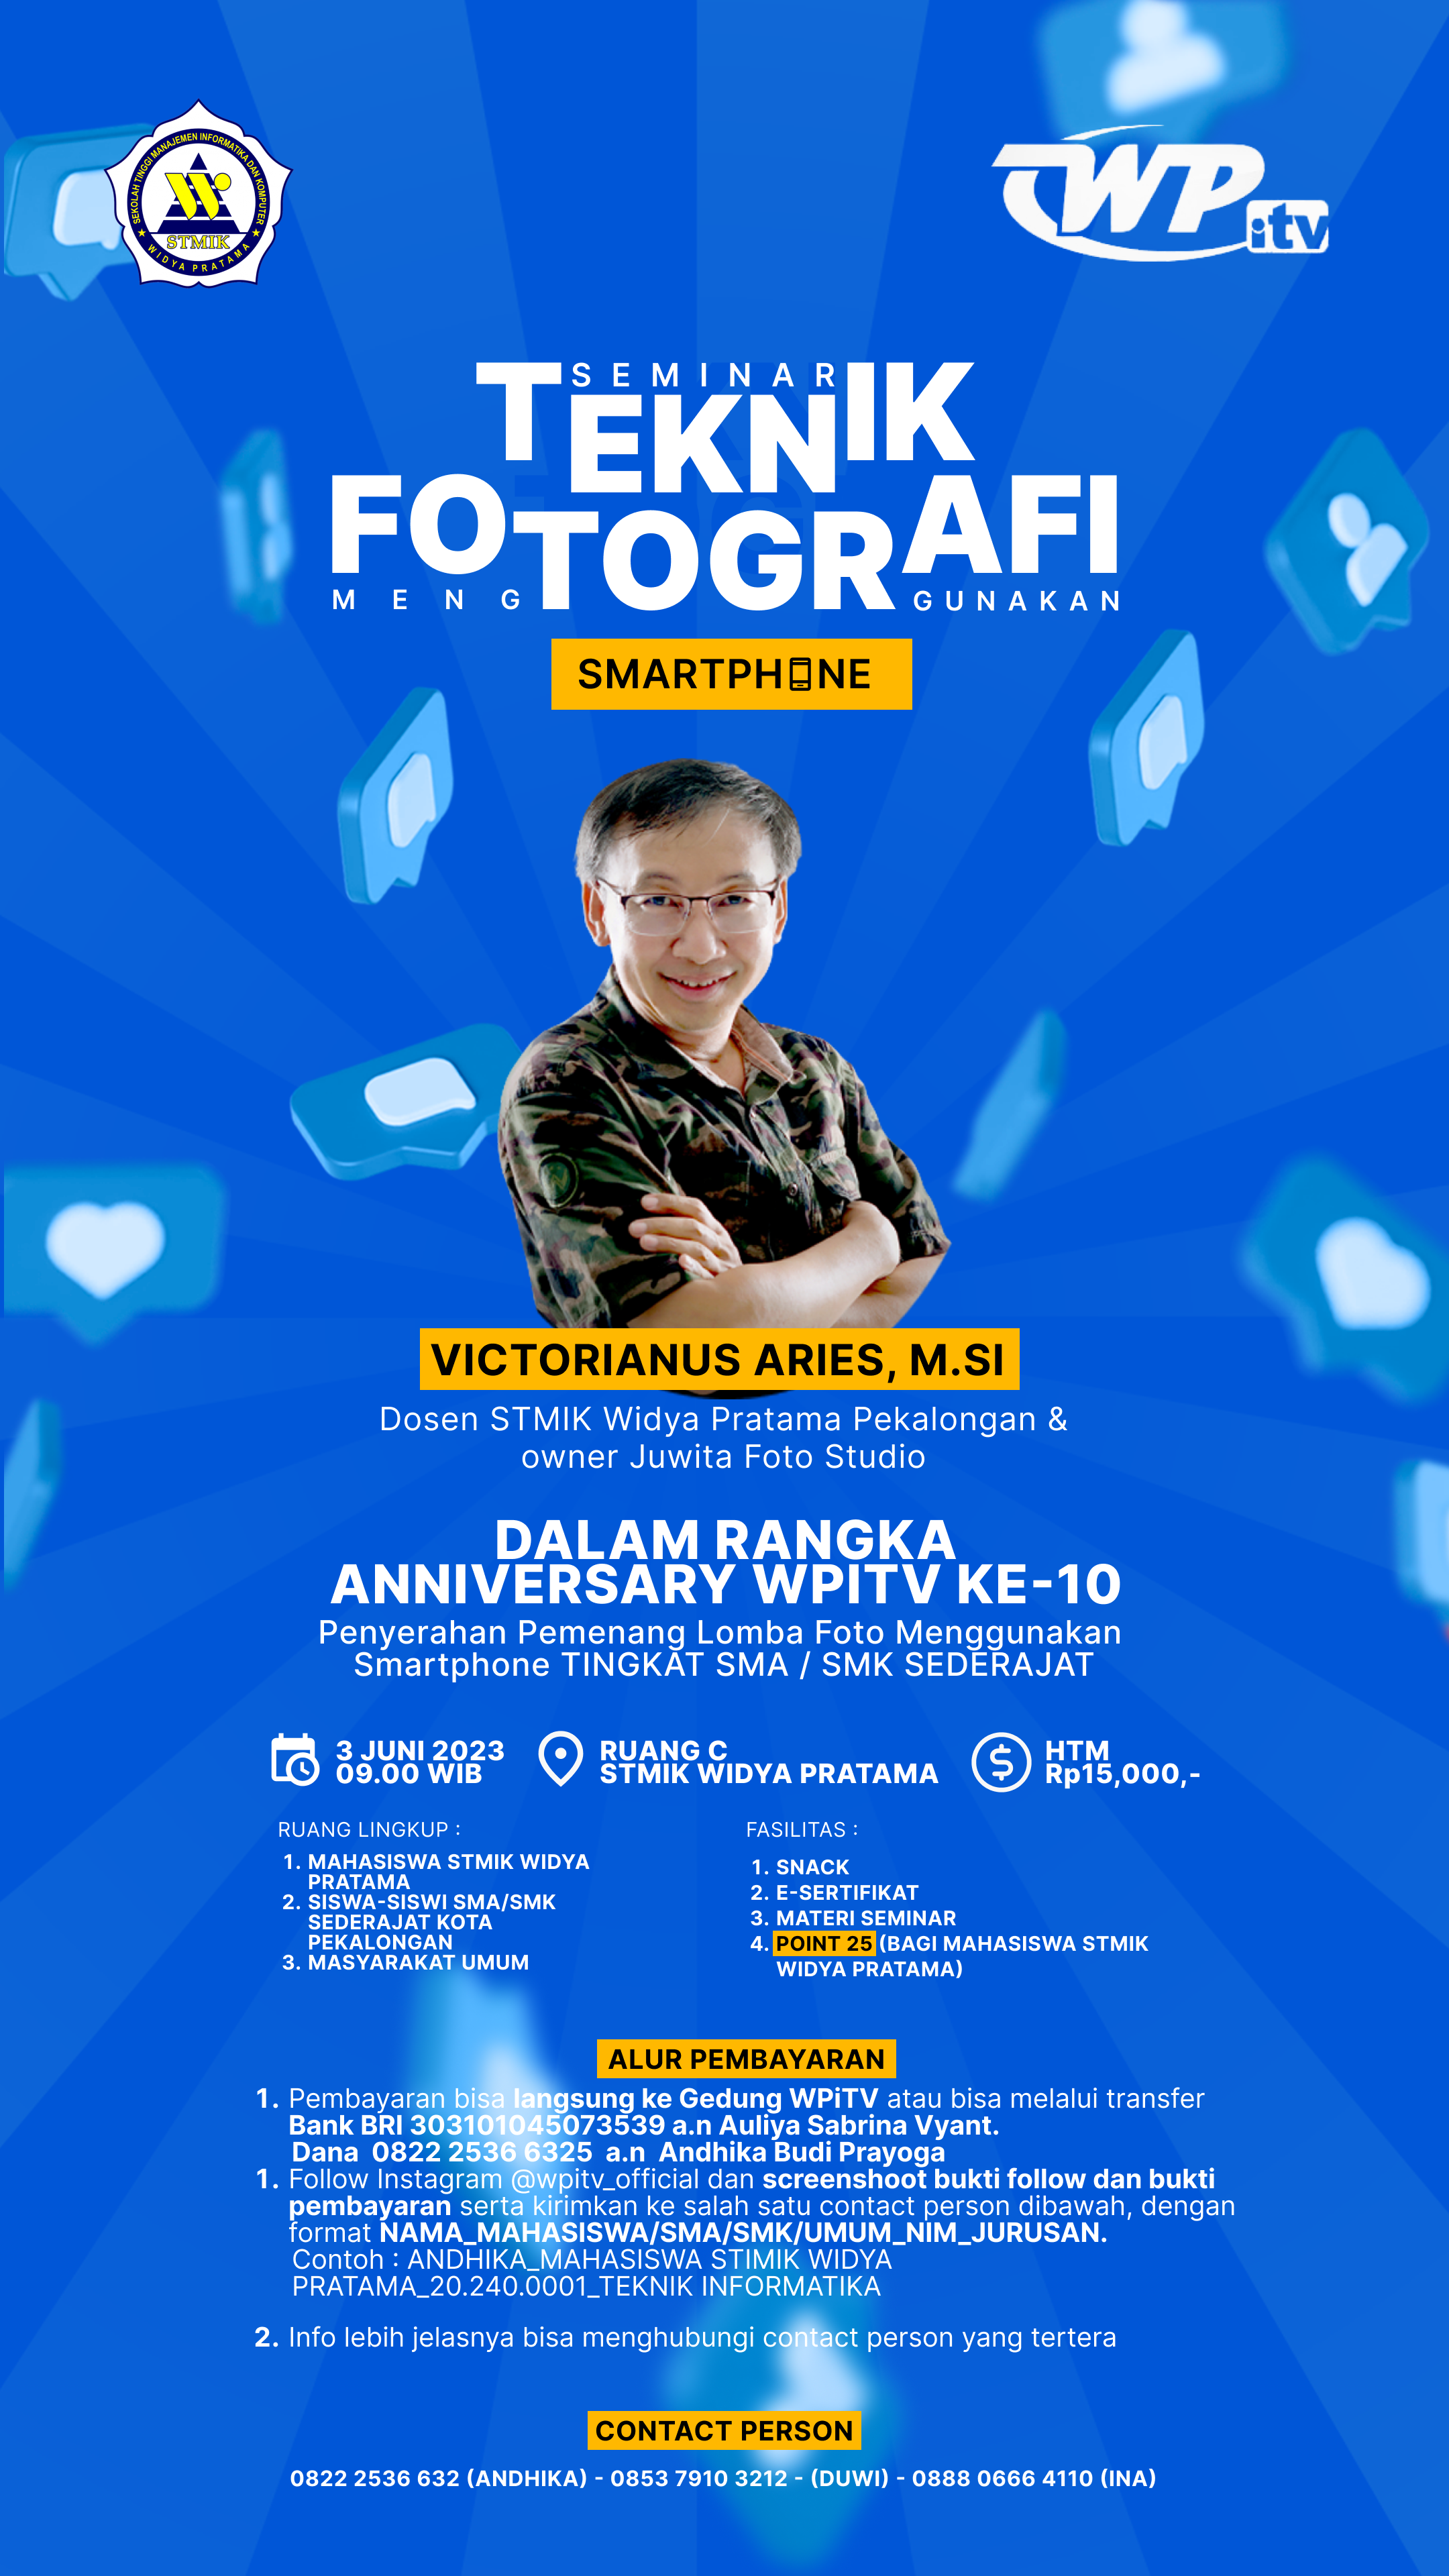 SEKOLAH TINGGI MANAJEMEN INFORMATIKA DAN KOMPUTER
STMIK
WIDYA PRATAMA
WP
itv
SEMINAR
TEKNIK
FOTOGRAFI
MENGGUNAKAN
SMARTPHONE
VICTORIANUS ARIES, M.SI
Dosen STMIK Widya Pratama Pekalongan &
owner Juwita Foto Studio
DALAM RANGKA
ANNIVERSARY WPITV KE-10
Penyerahan Pemenang Lomba Foto Menggunakan
Smartphone TINGKAT SMA / SMK SEDERAJAT
3 JUNI 2023
09.00 WIB
RUANG C
STMIK WIDYA PRATAMA
HTM
Rp15,000,-
RUANG LINGKUP :
1. MAHASISWA STMIK WIDYA
PRATAMA
2. SISWA-SISWI SMA/SMK
SEDERAJAT KOTA
PEKALONGAN
3. MASYARAKAT UMUM
FASILITAS :
1. SNACK
2. E-SERTIFIKAT
3. MATERI SEMINAR
4. POINT 25 (BAGI MAHASISWA STMIK
WIDYA PRATAMA)
ALUR PEMBAYARAN
1. Pembayaran bisa langsung ke Gedung WPiTV atau bisa melalui transfer
Bank BRI 303101045073539 a.n Auliya Sabrina Vyant.
Dana 0822 2536 6325 a.n Andhika Budi Prayoga
1. Follow Instagram @wpitv_official dan screenshoot bukti follow dan bukti
pembayaran serta kirimkan ke salah satu contact person dibawah, dengan
format NAMA_MAHASISWA/SMA/SMK/UMUM_NIM_JURUSAN.
Contoh : ANDHIKA_MAHASISWA STIMIK WIDYA
PRATAMA_20.240.0001_TEKNIK INFORMATIKA
2. Info lebih jelasnya bisa menghubungi contact person yang tertera
CONTACT PERSON
0822 2536 632 (ANDHIKA) - 0853 7910 3212 - (DUWI) - 0888 0666 4110 (INA)